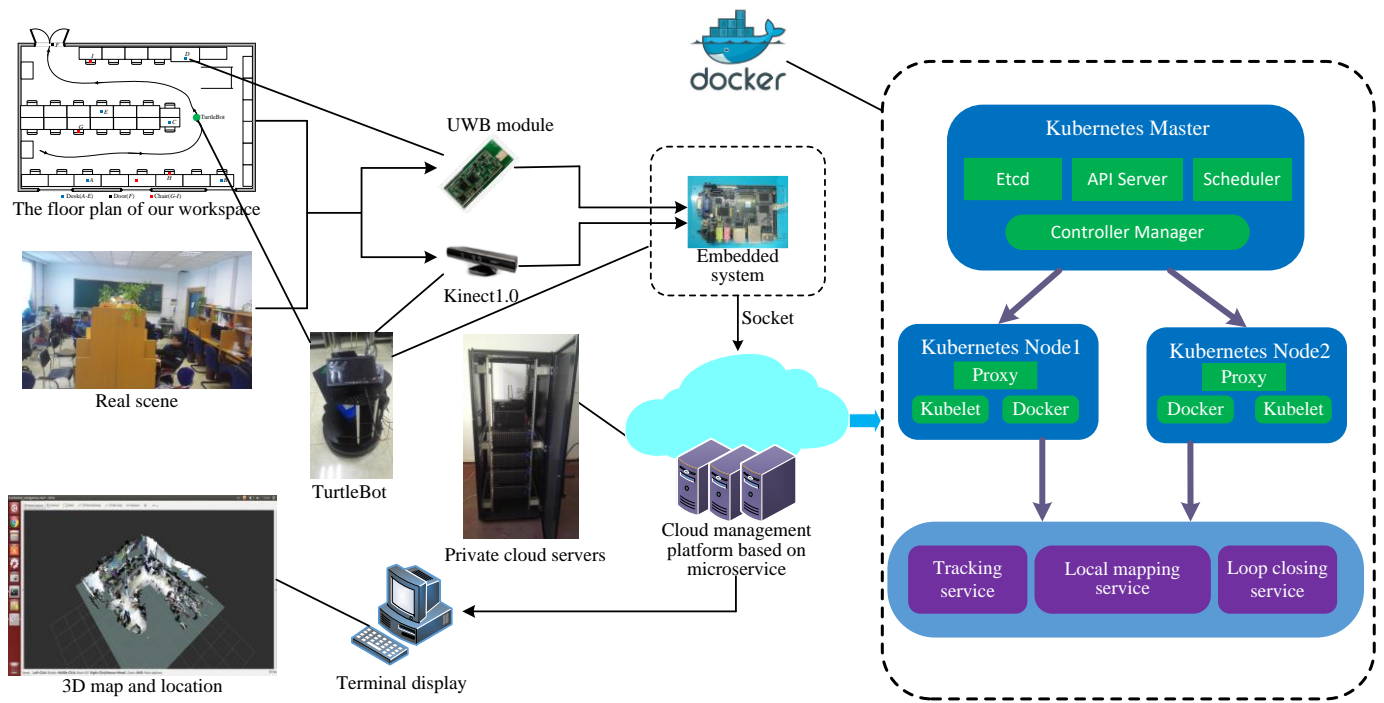 F
I
D
E
C
TurtleBot
G
H
A
B
Desk(A-E) Door(F) Chair(G-I)
The floor plan of our workspace
Real scene
UWB module
Kinect1.0
TurtleBot
Embedded
system
Socket
Private cloud servers
Cloud management
platform based on
microservice
Terminal display
3D map and location
docker
Kubernetes Master
Etcd
API Server
Scheduler
Controller Manager
Kubernetes Node1
Proxy
Kubelet
Docker
Kubernetes Node2
Proxy
Docker
Kubelet
Tracking
service
Local mapping
service
Loop closing
service